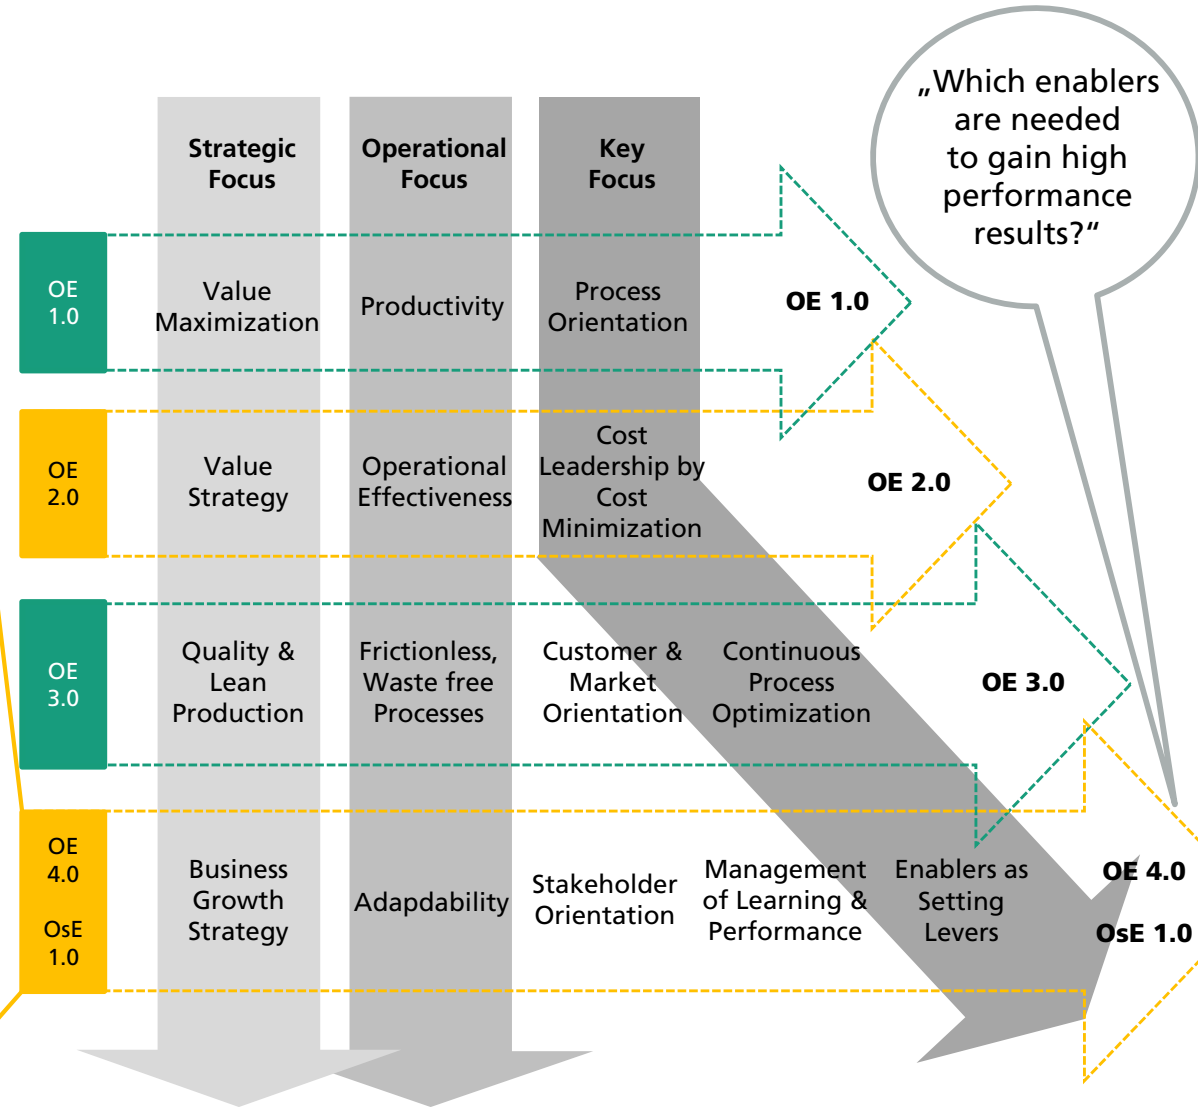 „Which enablers
are needed
to gain high
performance
results?“
Strategic
Focus
Operational
Focus
Key
Focus
OE
1.0
Value
Maximization
Productivity
Process
Orientation
OE 1.0
OE
2.0
Value
Strategy
Operational
Effectiveness
Cost
Leadership by
Cost
Minimization
OE 2.0
OE
3.0
Quality &
Lean
Production
Frictionless,
Waste free
Processes
Customer &
Market
Orientation
Continuous
Process
Optimization
OE 3.0
OE
4.0
OsE
1.0
Business
Growth
Strategy
Adapdability
Stakeholder
Orientation
Management
of Learning &
Performance
Enablers as
Setting
Levers
OE 4.0
OsE 1.0